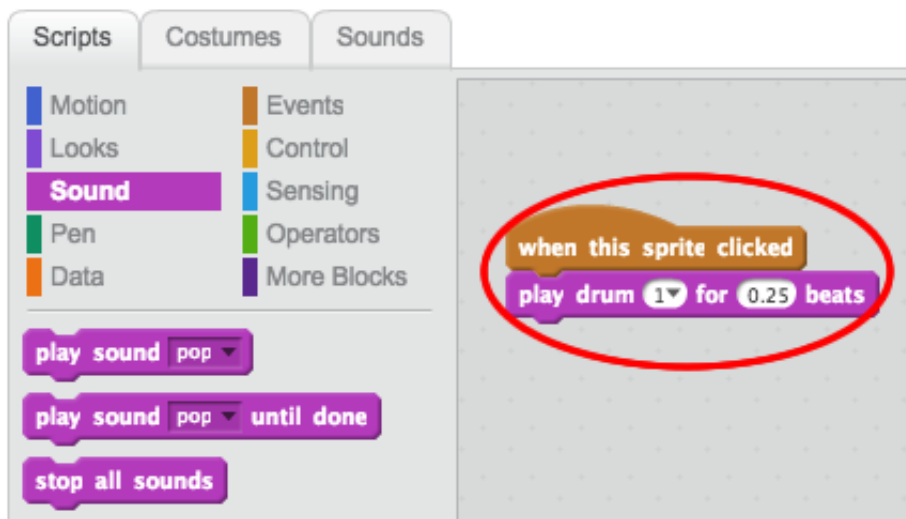 Scripts
Costumes
Sounds
Motion
Events
Looks
Control
Sound
Sensing
Pen
Operators
Data
More Blocks
play sound pop
play sound pop until done
stop all sounds
when this sprite clicked
play drum 1 for 0.25 beats